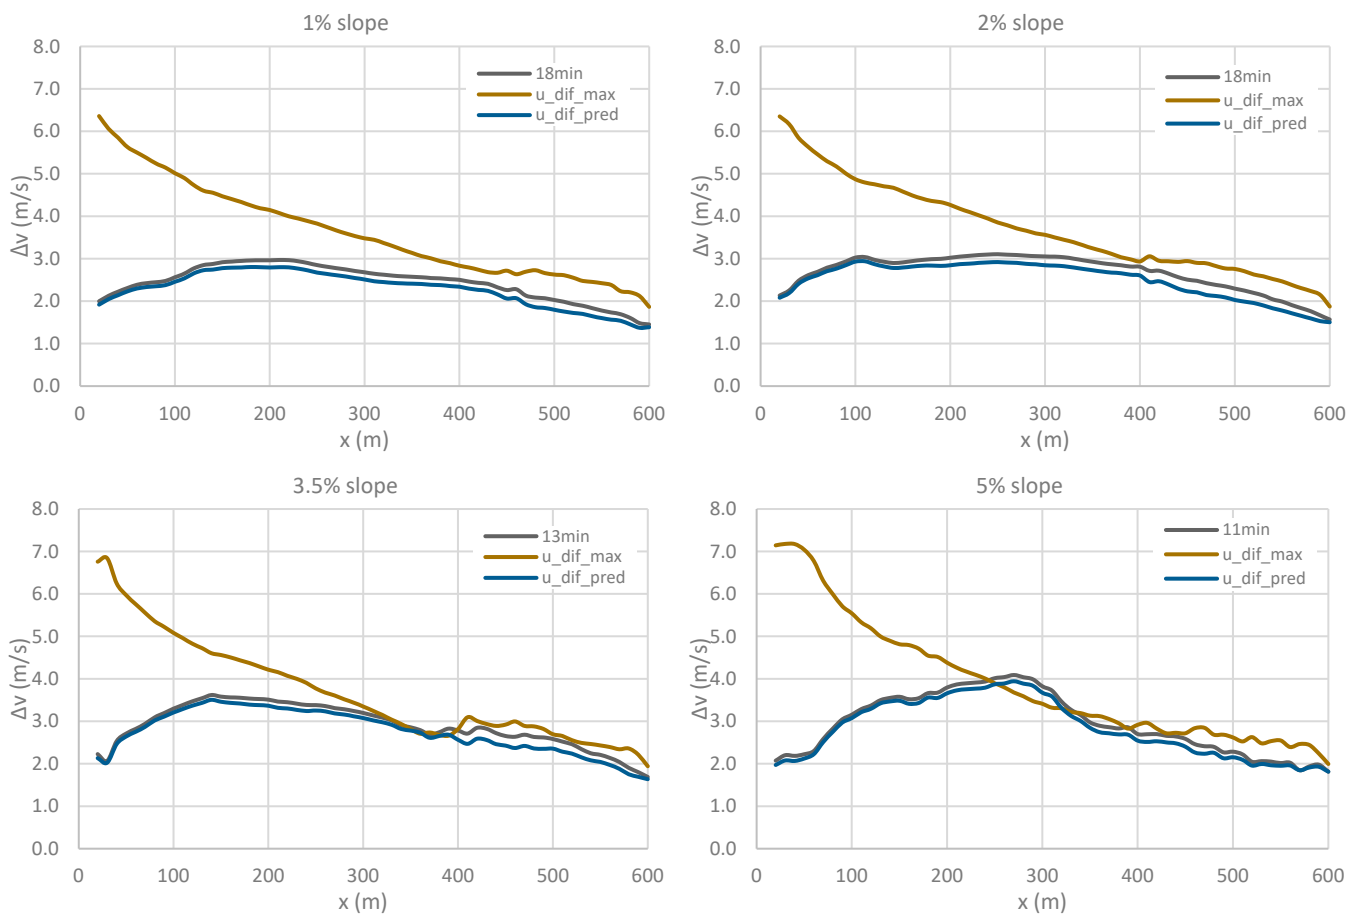 1% slope
8.0
7.0
6.0
5.0
4.0
3.0
2.0
1.0
0.0
Δv (m/s)
18min
u_dif_max
u_dif_pred
0 100 200 300 400 500 600
x (m)
2% slope
8.0
7.0
6.0
5.0
4.0
3.0
2.0
1.0
0.0
Δv (m/s)
18min
u_dif_max
u_dif_pred
0 100 200 300 400 500 600
x (m)
3.5% slope
8.0
7.0
6.0
5.0
4.0
3.0
2.0
1.0
0.0
Δv (m/s)
13min
u_dif_max
u_dif_pred
0 100 200 300 400 500 600
x (m)
5% slope
8.0
7.0
6.0
5.0
4.0
3.0
2.0
1.0
0.0
Δv (m/s)
11min
u_dif_max
u_dif_pred
0 100 200 300 400 500 600
x (m)